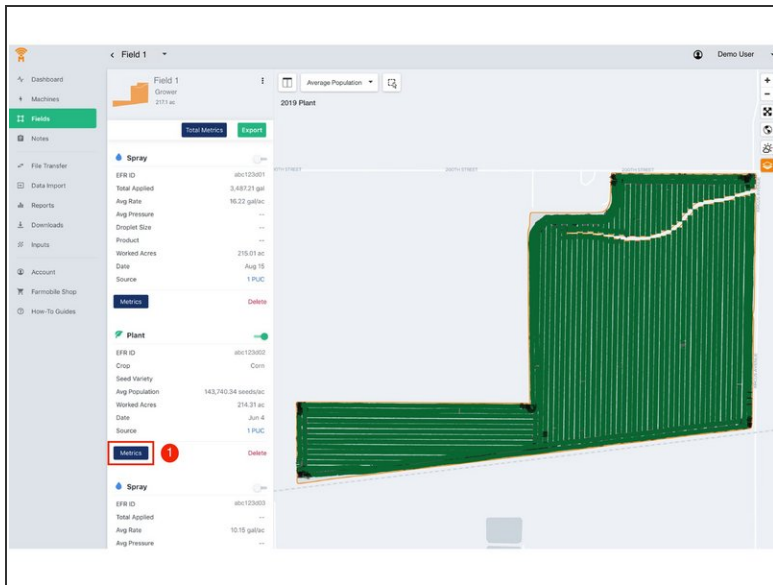 Field 1
Demo User
Dashboard
Machines
Fields
Notes
File Transfer
Data Import
Reports
Downloads
Inputs
Account
Farmobile Shop
How-To Guides
Field 1
Grower
Total Metrics
Export
Spray
EFR ID abc123d01
Total Applied 3,487.21 gal
Avg Rate 16.22 gal/ac
Avg Pressure --
Droplet Size --
Product --
Worked Acres 215.01 ac
Date Aug 15
Source 1 PUC
Metrics Delete
Plant
EFR ID abc123d02
Crop Corn
Seed Variety
Avg Population 143,740.34 seeds/ac
Worked Acres 214.31 ac
Date Jun 4
Source 1 PUC
Metrics 1 Delete
Spray
EFR ID abc123d03
Total Applied --
Avg Rate 10.15 gal/ac
Avg Pressure --
Average Population
2019 Plant